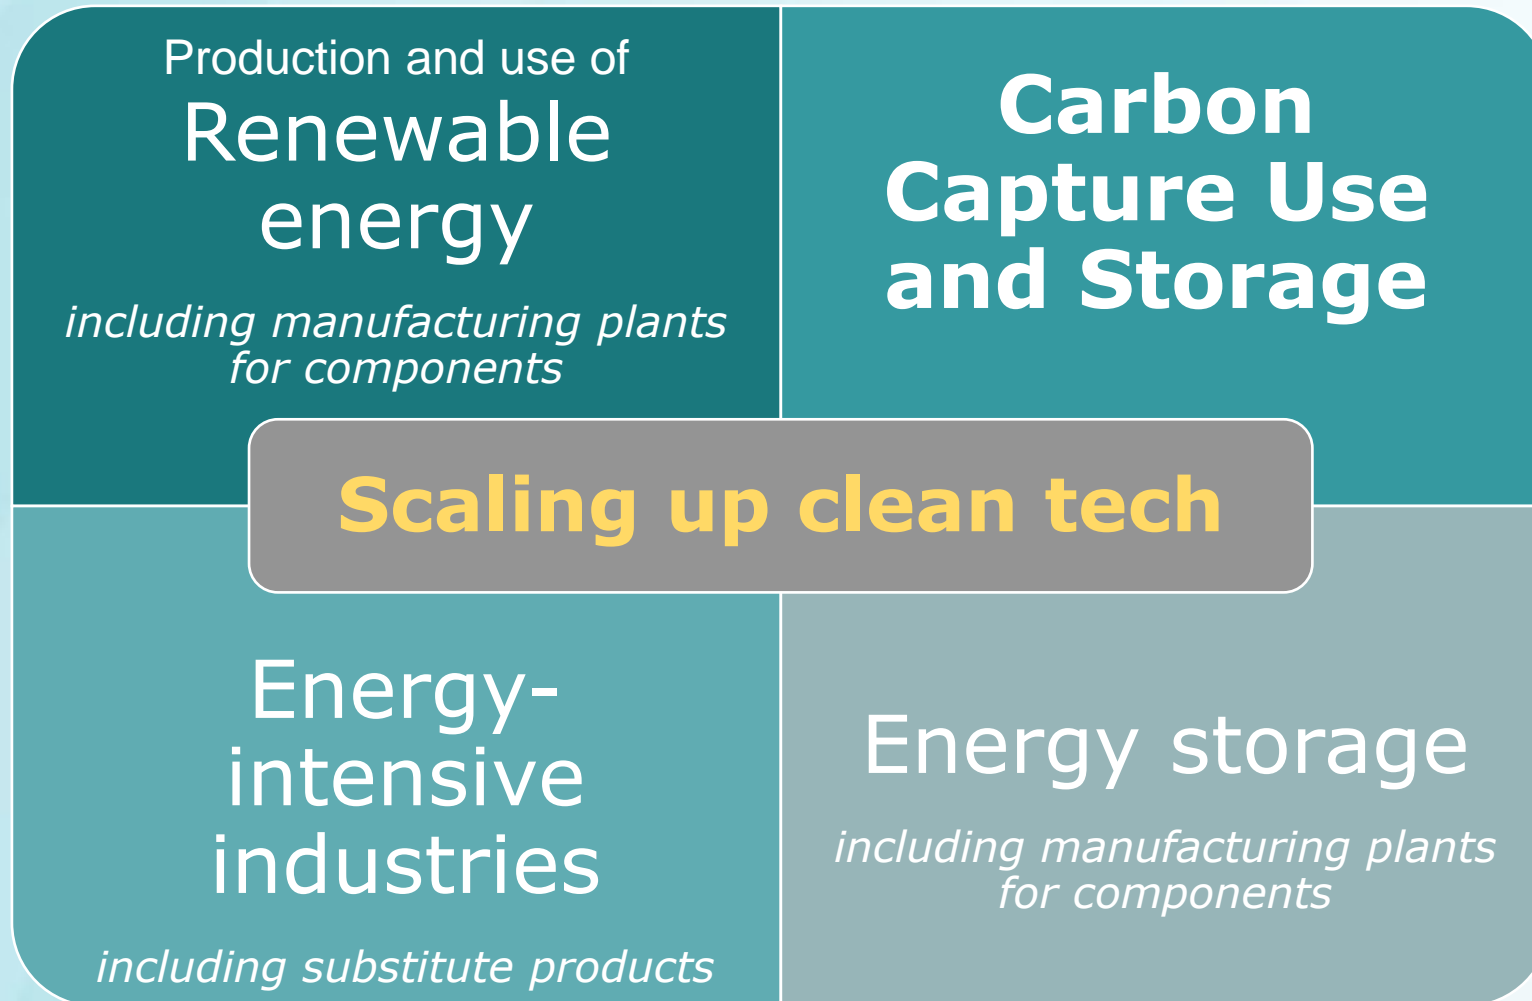 Production and use of
Renewable
energy
including manufacturing plants
for components
Carbon
Capture Use
and Storage
Scaling up clean tech
Energy-
intensive
industries
including substitute products
Energy storage
including manufacturing plants
for components